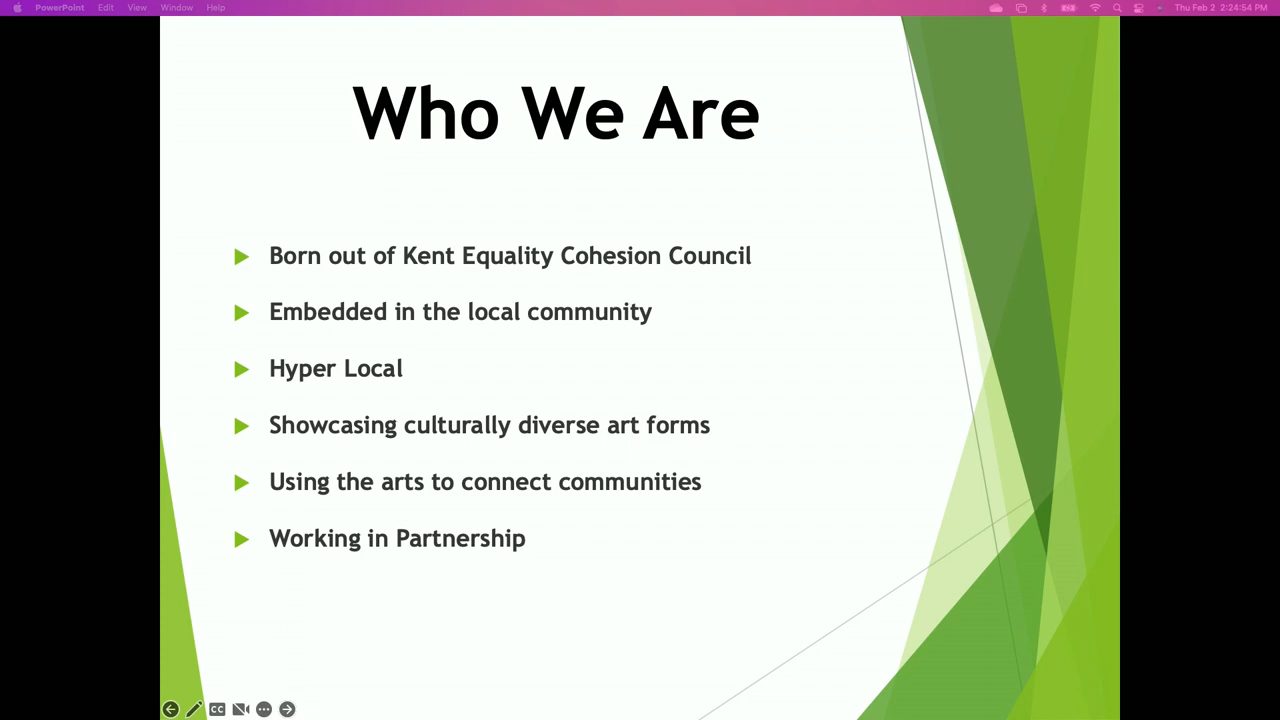 PowerPoint Edit View Window Help Thu Feb 2 2:24:54 PM
Who We Are
Born out of Kent Equality Cohesion Council
Embedded in the local community
Hyper Local
Showcasing culturally diverse art forms
Using the arts to connect communities
Working in Partnership
CC